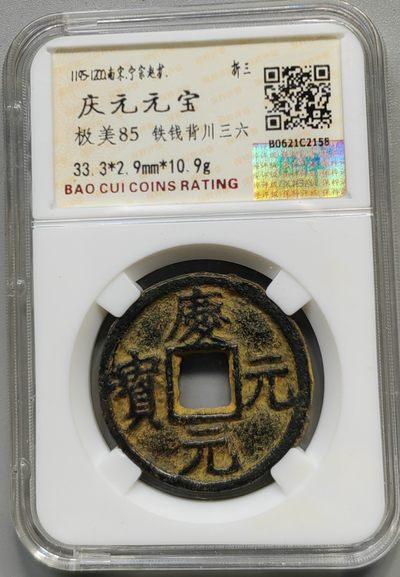 1195-1200.南宋.宁宗赵扩. 折三
庆元元宝
极美85 铁钱背川三六
33.3*2.9mm*10.9g
B0621C2158
BAO CUI COINS RATING
慶
寶 元
元